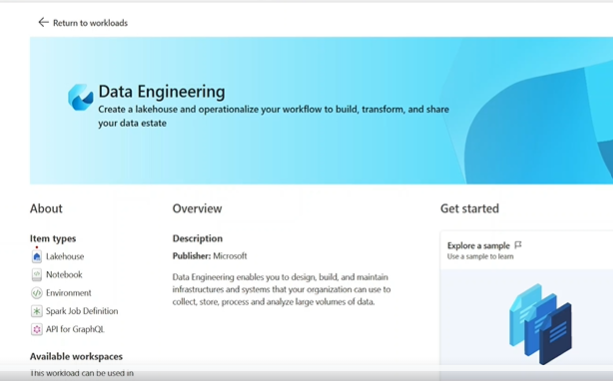 Return to workloads
Data Engineering
Create a lakehouse and operationalize your workflow to build, transform, and share
your data estate
About
Item types
Lakehouse
Notebook
Environment
Spark Job Definition
API for GraphQL
Available workspaces
This workload can be used in
Overview
Description
Publisher: Microsoft
Data Engineering enables you to design, build, and maintain
infrastructures and systems that your organization can use to
collect, store, process and analyze large volumes of data.
Get started
Explore a sample
Use a sample to learn